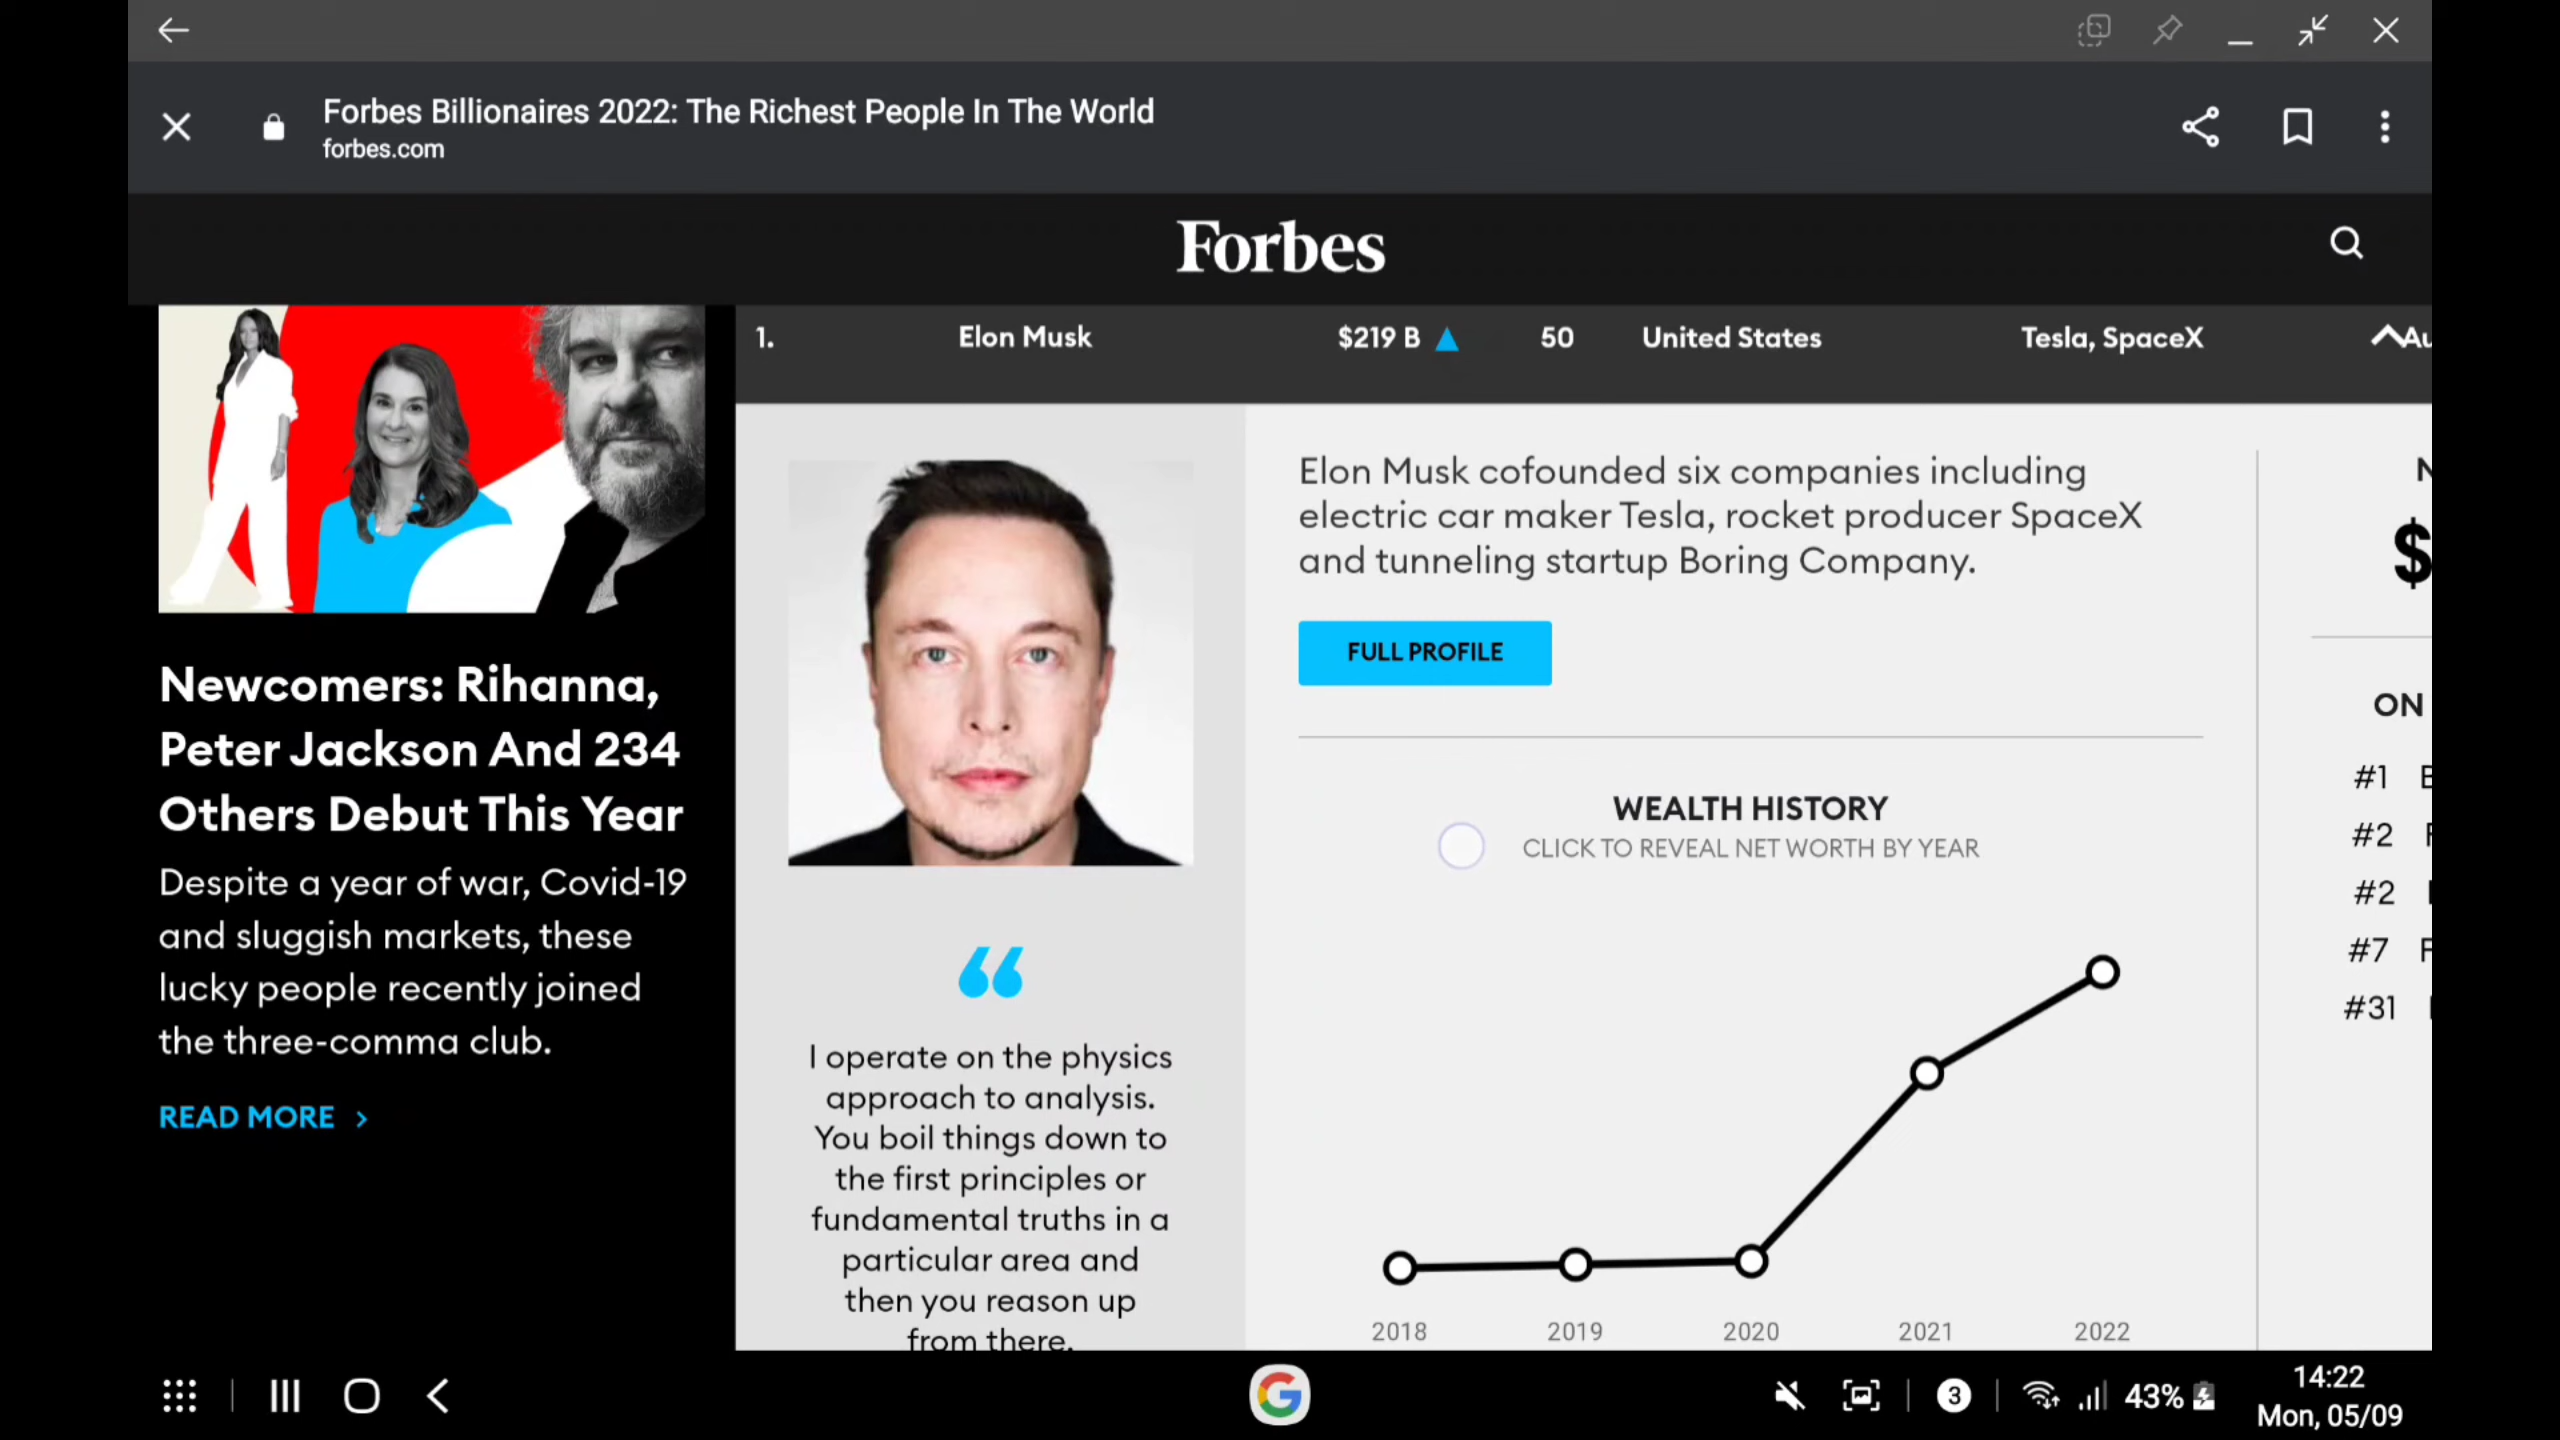 Forbes Billionaires 2022: The Richest People In The World
forbes.com
Forbes
1. Elon Musk $219 B 50 United States Tesla, SpaceX
Newcomers: Rihanna,
Peter Jackson And 234
Others Debut This Year
Despite a year of war, Covid-19
and sluggish markets, these
lucky people recently joined
the three-comma club.
READ MORE >
I operate on the physics
approach to analysis.
You boil things down to
the first principles or
fundamental truths in a
particular area and
then you reason up
from there.
Elon Musk cofounded six companies including
electric car maker Tesla, rocket producer SpaceX
and tunneling startup Boring Company.
FULL PROFILE
WEALTH HISTORY
CLICK TO REVEAL NET WORTH BY YEAR
2018 2019 2020 2021 2022
$
ON
#1
#2
#2
#7
#31
3
43%
14:22
Mon, 05/09